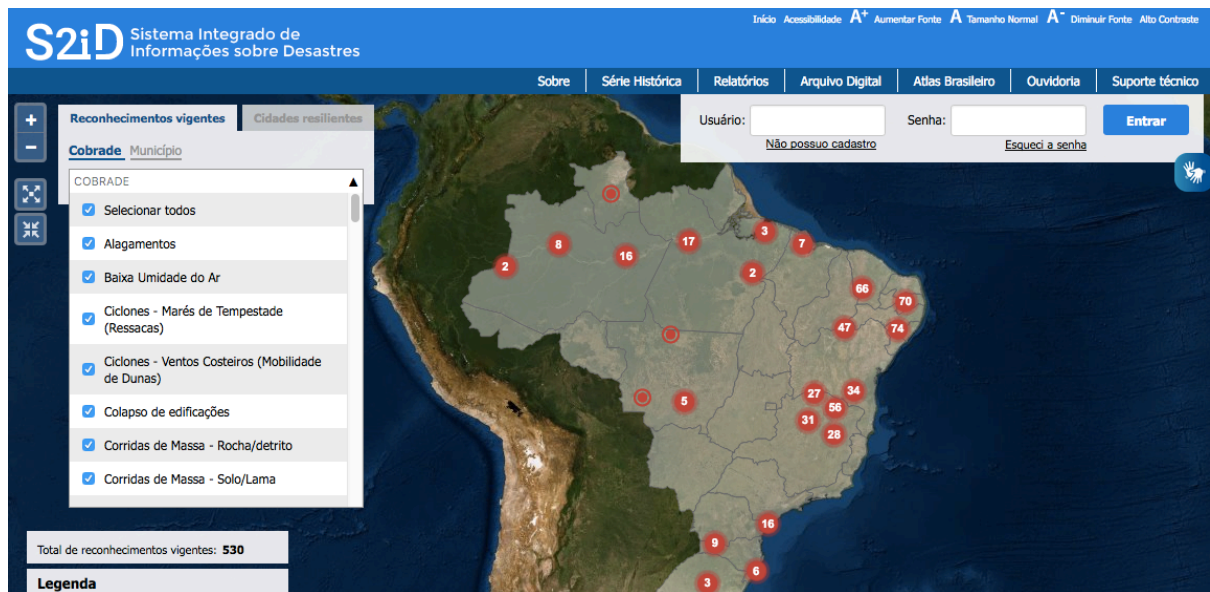 Início Acessibilidade A+ Aumentar Fonte A Tamanho Normal A- Diminuir Fonte Alto Contraste
S2iD Sistema Integrado de
Informações sobre Desastres
Sobre Série Histórica Relatórios Arquivo Digital Atlas Brasileiro Ouvidoria Suporte técnico
+
−
Reconhecimentos vigentes Cidades resilientes
Cobrade Município
COBRADE ▲
Selecionar todos
Alagamentos
Baixa Umidade do Ar
Ciclones - Marés de Tempestade
(Ressacas)
Ciclones - Ventos Costeiros (Mobilidade
de Dunas)
Colapso de edificações
Corridas de Massa - Rocha/detrito
Corridas de Massa - Solo/Lama
Usuário: Senha: Entrar
Não possuo cadastro Esqueci a senha
3
17
7
8
16
2
2
66
70
47
74
5
27
34
56
31
28
16
9
6
3
Total de reconhecimentos vigentes: 530
Legenda